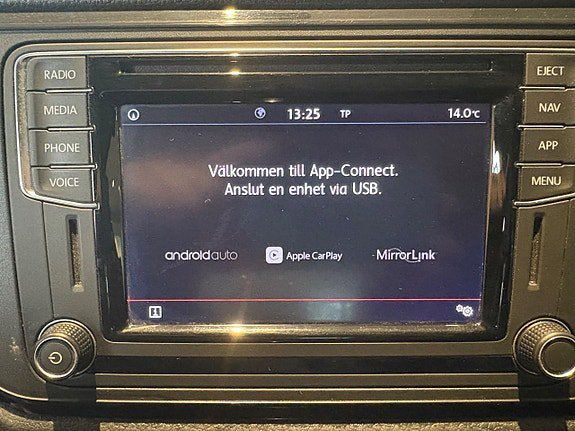 RADIO
MEDIA
PHONE
VOICE
EJECT
NAV
APP
MENU
13:25 TP 14.0°C
Välkommen till App-Connect.
Anslut en enhet via USB.
androidauto Apple CarPlay MirrorLink